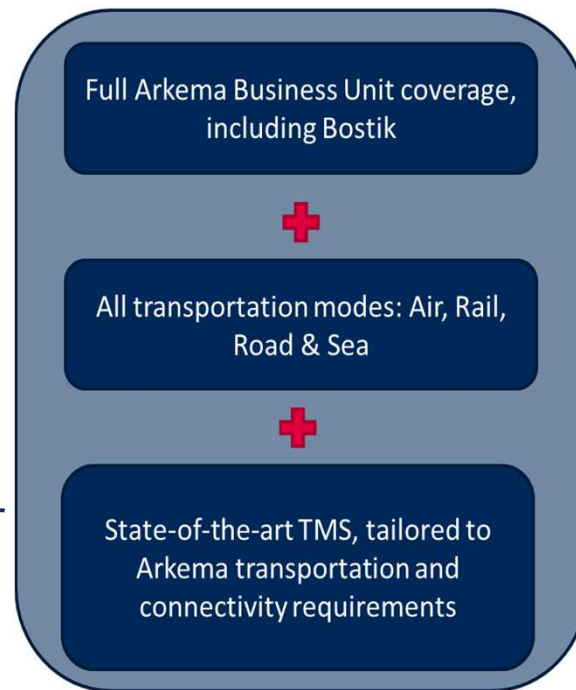 Full Arkema Business Unit coverage,
including Bostik
All transportation modes: Air, Rail,
Road & Sea
State-of-the-art TMS, tailored to
Arkema transportation and
connectivity requirements